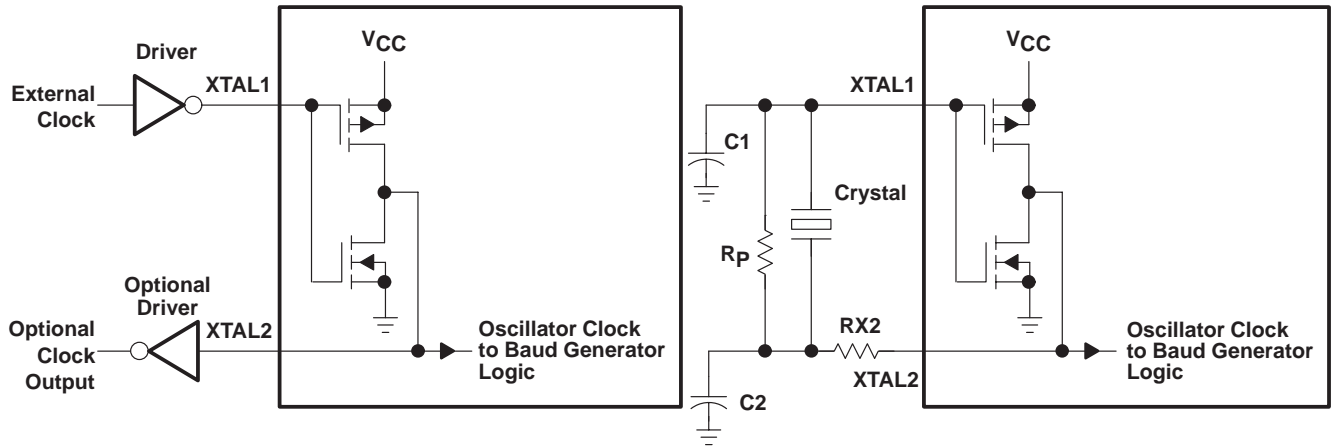 Driver
External
Clock
XTAL1
VCC
Optional
Driver
Optional
Clock
Output
XTAL2
Oscillator Clock
to Baud Generator
Logic
XTAL1
VCC
C1
Crystal
RP
RX2
XTAL2
C2
Oscillator Clock
to Baud Generator
Logic